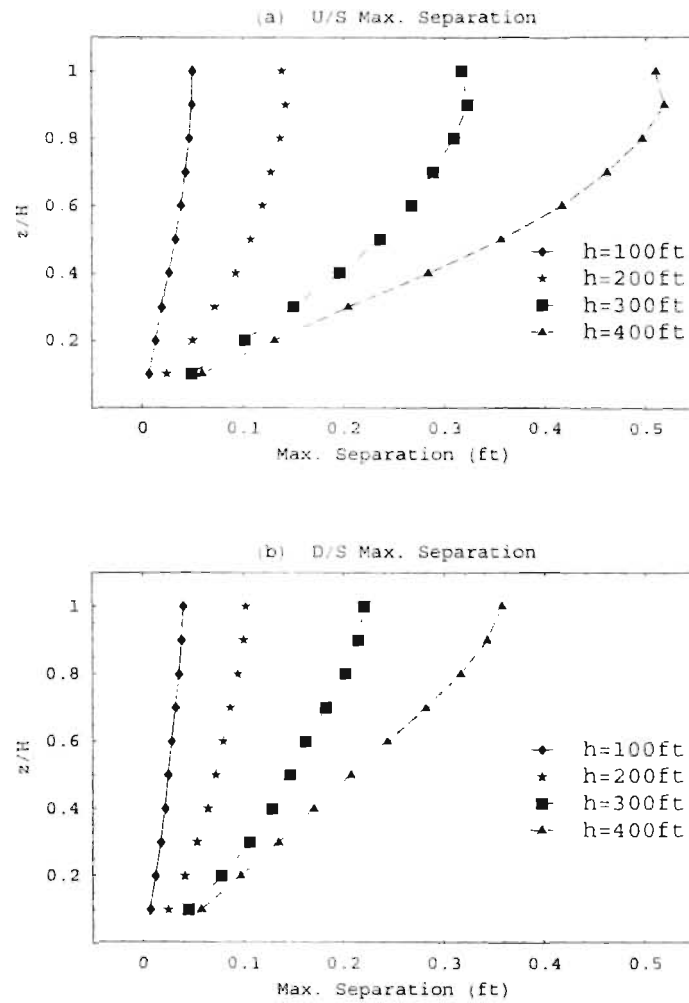 (a) U/S Max. Separation
1
0.8
0.6
0.4
0.2
z/H
h=100ft
h=200ft
h=300ft
h=400ft
0 0.1 0.2 0.3 0.4 0.5
Max. Separation (ft)
(b) D/S Max. Separation
1
0.8
0.6
0.4
0.2
z/H
h=100ft
h=200ft
h=300ft
h=400ft
0 0.1 0.2 0.3 0.4 0.5
Max. Separation (ft)